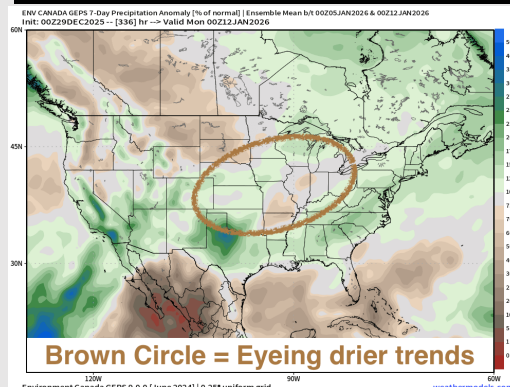 ENV CANADA GEPS 7-Day Precipitation Anomaly [% of normal] | Ensemble Mean b/t 00Z05JAN2026 & 00Z12JAN2026
Init: 00Z29DEC2025 -- [336] hr --> Valid Mon 00Z12JAN2026
60N
45N
30N
Brown Circle = Eyeing drier trends
120W
90W
60W